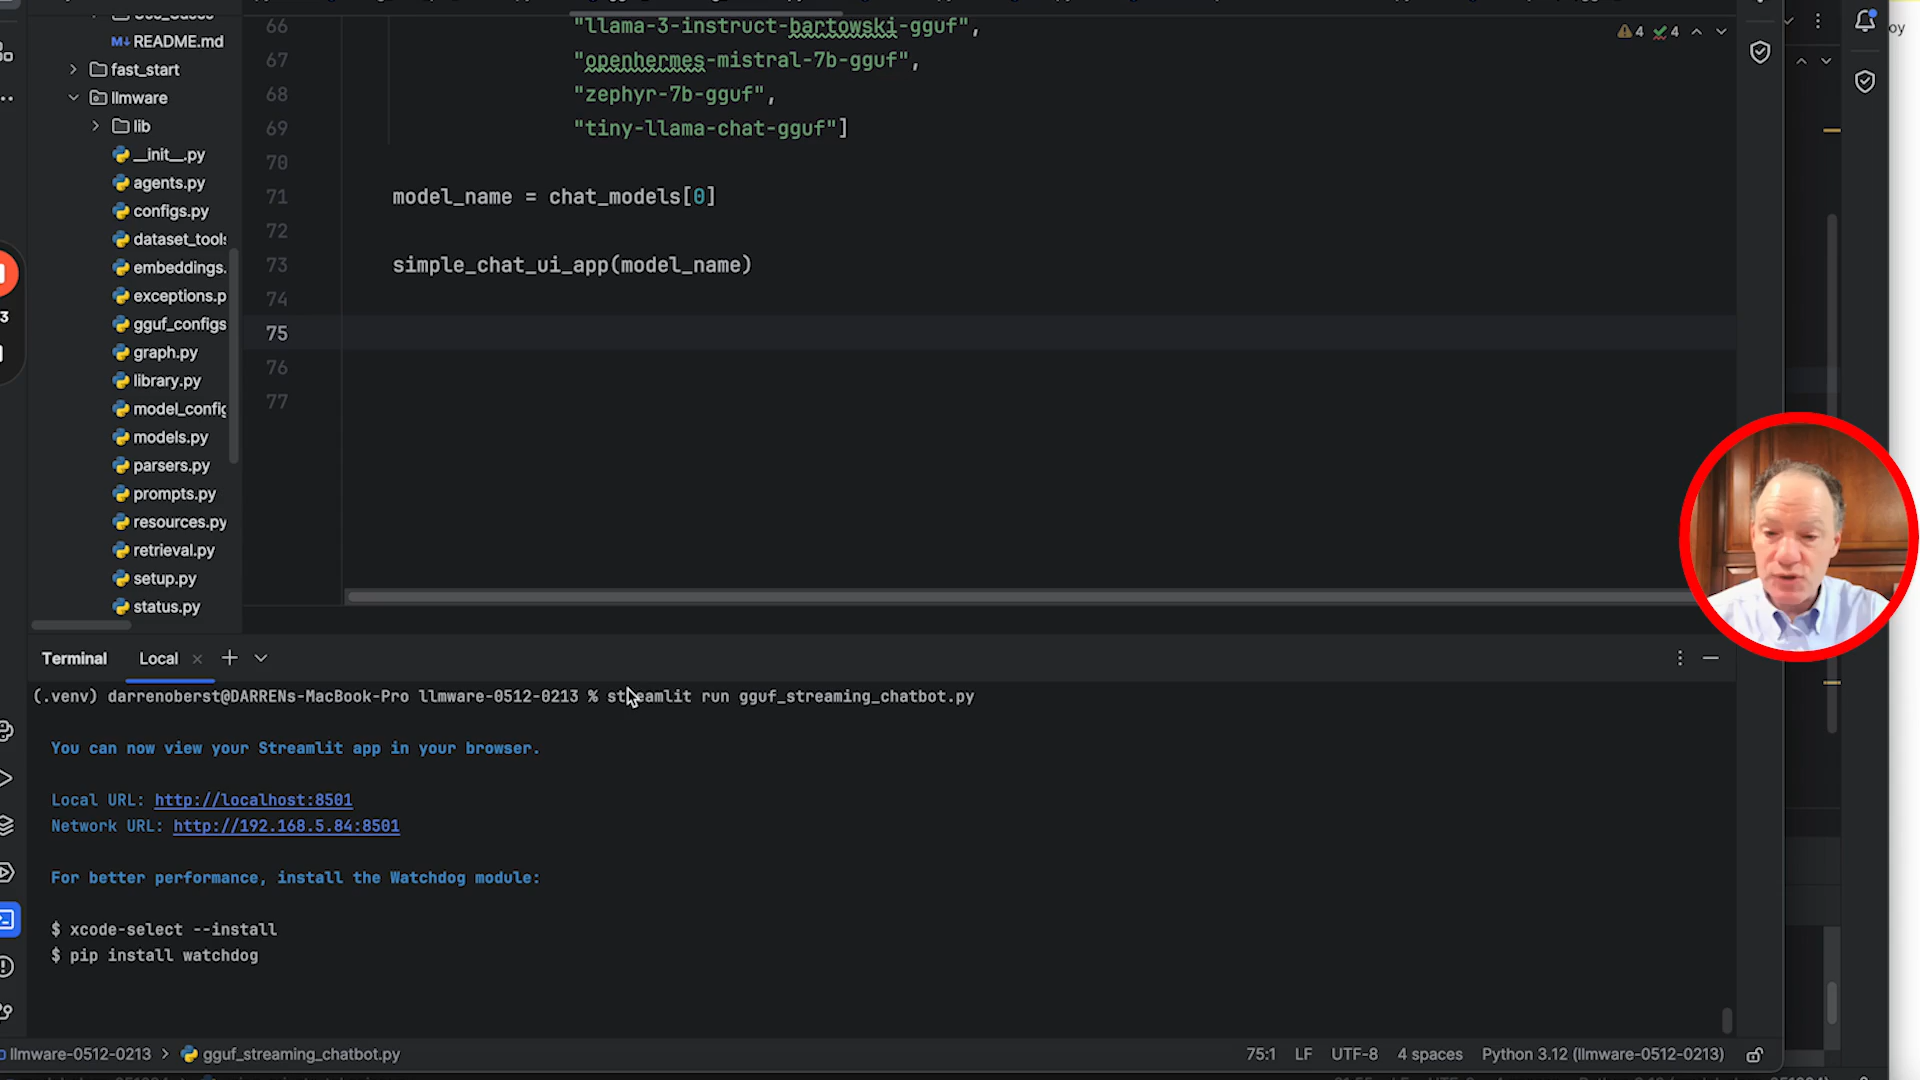 README.md
fast_start
llmware
lib
__init__.py
agents.py
configs.py
dataset_tools
embeddings.
exceptions.p
gguf_configs
graph.py
library.py
model_config
models.py
parsers.py
prompts.py
resources.py
retrieval.py
setup.py
status.py
66 "llama-3-instruct-bartowski-gguf",
67 "openhermes-mistral-7b-gguf",
68 "zephyr-7b-gguf",
69 "tiny-llama-chat-gguf"]
70
71 model_name = chat_models[0]
72
73 simple_chat_ui_app(model_name)
74
75
76
77
4 4
oy
3
Terminal Local
(.venv) darrenoberst@DARRENs-MacBook-Pro llmware-0512-0213 % streamlit run gguf_streaming_chatbot.py
You can now view your Streamlit app in your browser.
Local URL: http://localhost:8501
Network URL: http://192.168.5.84:8501
For better performance, install the Watchdog module:
$ xcode-select --install
$ pip install watchdog
llmware-0512-0213 > gguf_streaming_chatbot.py 75:1 LF UTF-8 4 spaces Python 3.12 (llmware-0512-0213)